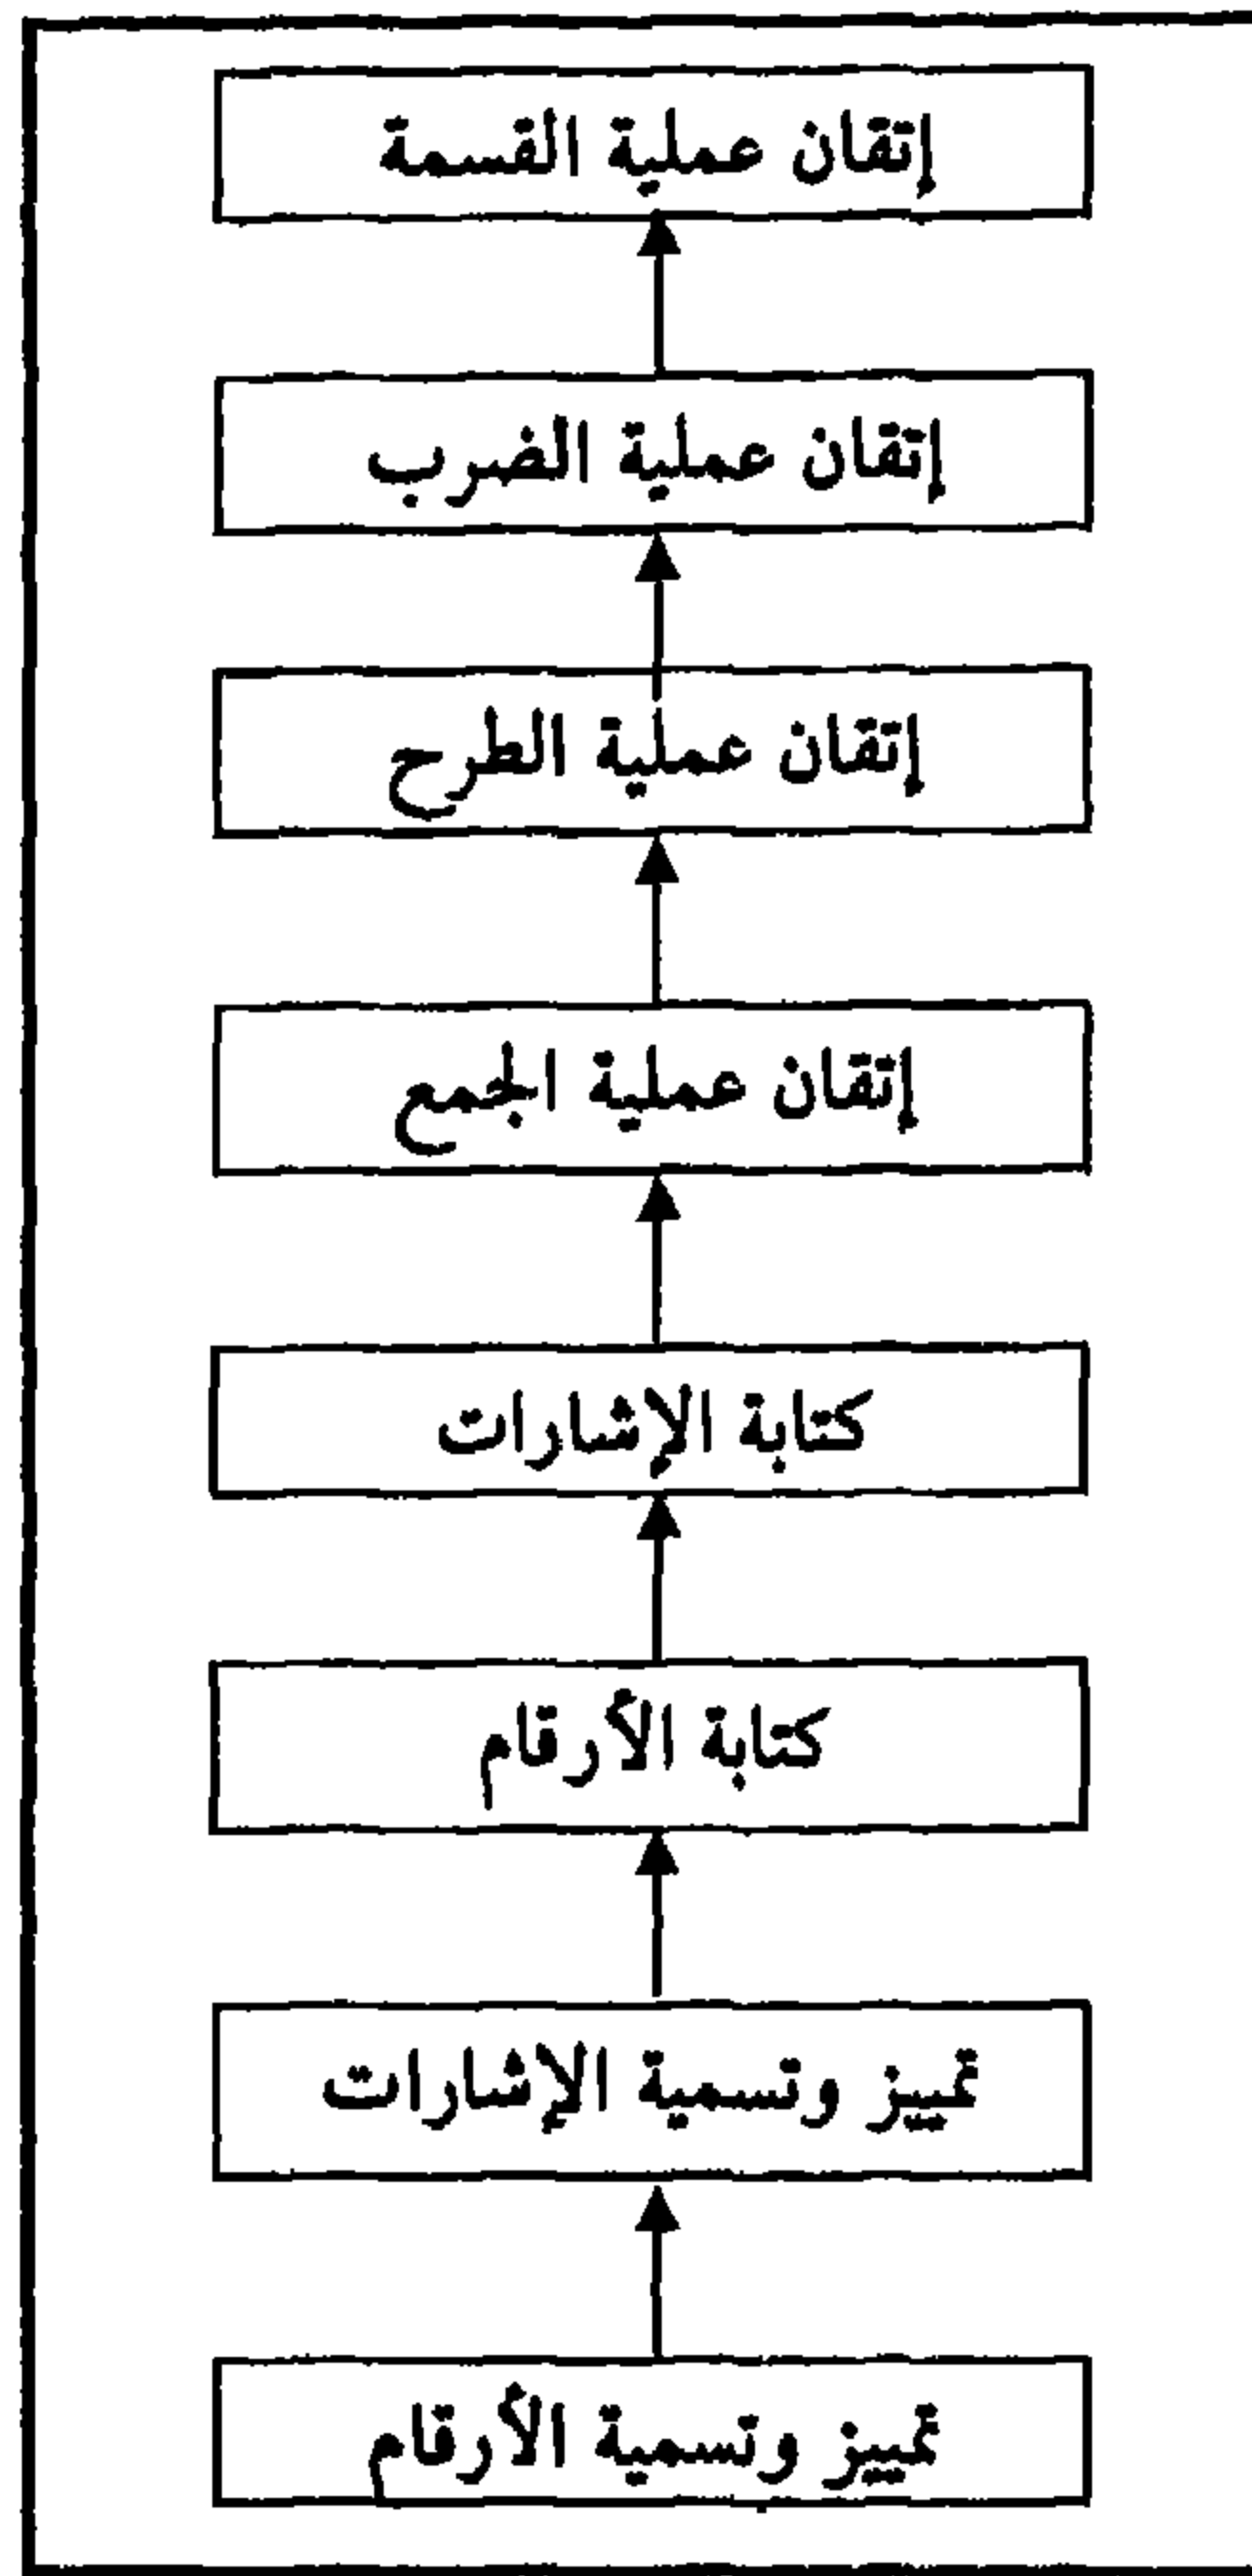 إتقان عملية القسمة
إتقان عملية الضرب
إتقان عملية الطرح
إتقان عملية الجمع
كتابة الإشارات
كتابة الأرقام
تمييز وتسمية الإشارات
تمييز وتسمية الأرقام